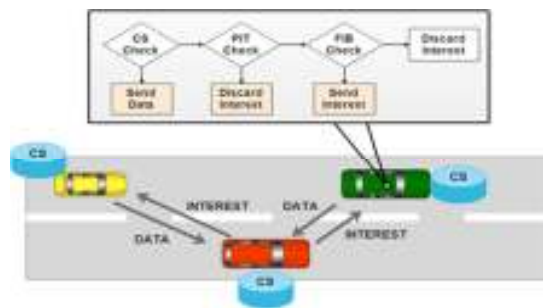 CS
Check
PIT
Check
FIB
Check
Discard
Interest
Send
Data
Discard
Interest
Send
Interest
CS
CS
INTEREST
DATA
DATA
INTEREST
CS